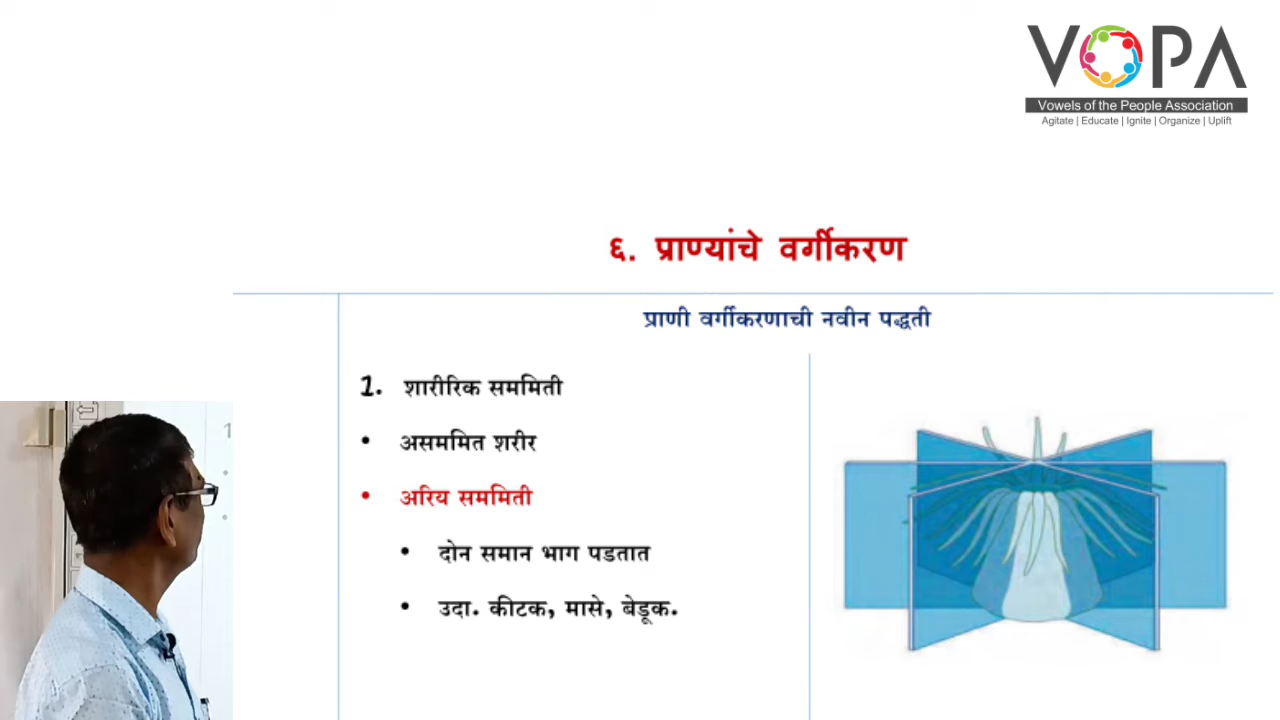 VOPA
Vowels of the People Association
Agitate | Educate | Ignite | Organize | Uplift
६. प्राण्यांचे वर्गीकरण
प्राणी वर्गीकरणाची नवीन पद्धती
1. शारीरिक सममिती
• असममित शरीर
• अरिय सममिती
• दोन समान भाग पडतात
• उदा. कीटक, मासे, बेडूक.
1